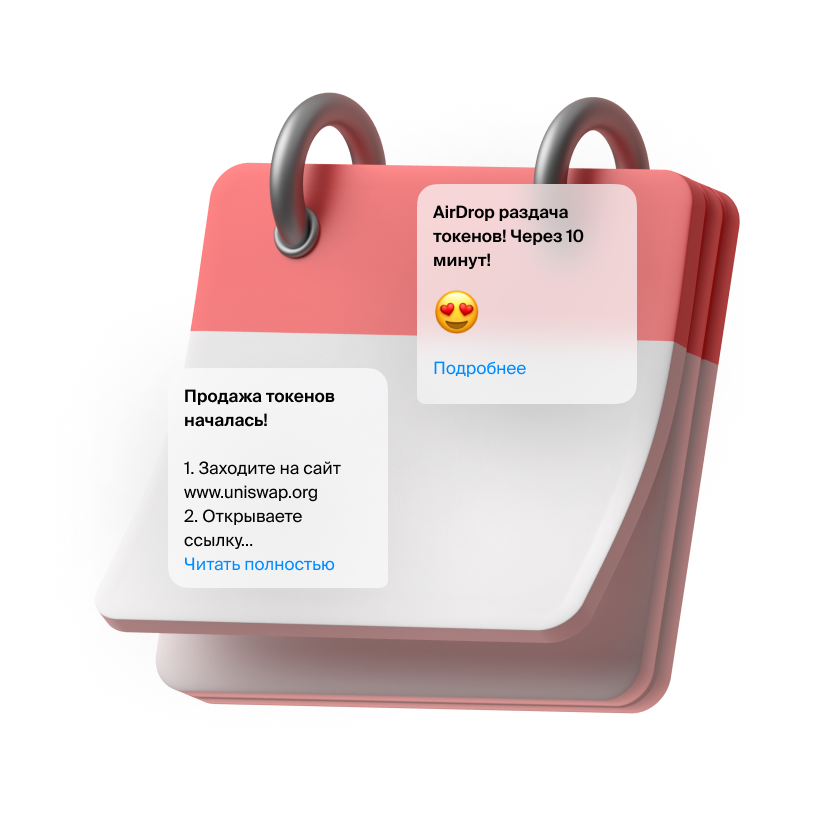 AirDrop раздача
токенов! Через 10
минут!
😍
Подробнее
Продажа токенов
началась!
1. Заходите на сайт
www.uniswap.org
2. Открываете
ссылку...
Читать полностью